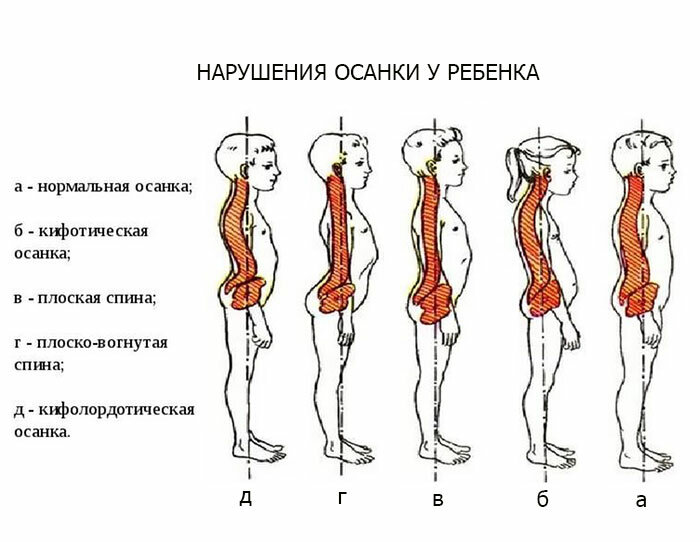 НАРУШЕНИЯ ОСАНКИ У РЕБЕНКА
а - нормальная осанка;
б - кифотическая
осанка;
в - плоская спина;
г - плоско-вогнутая
спина;
д - кифолордотическая
осанка.
д г в б а